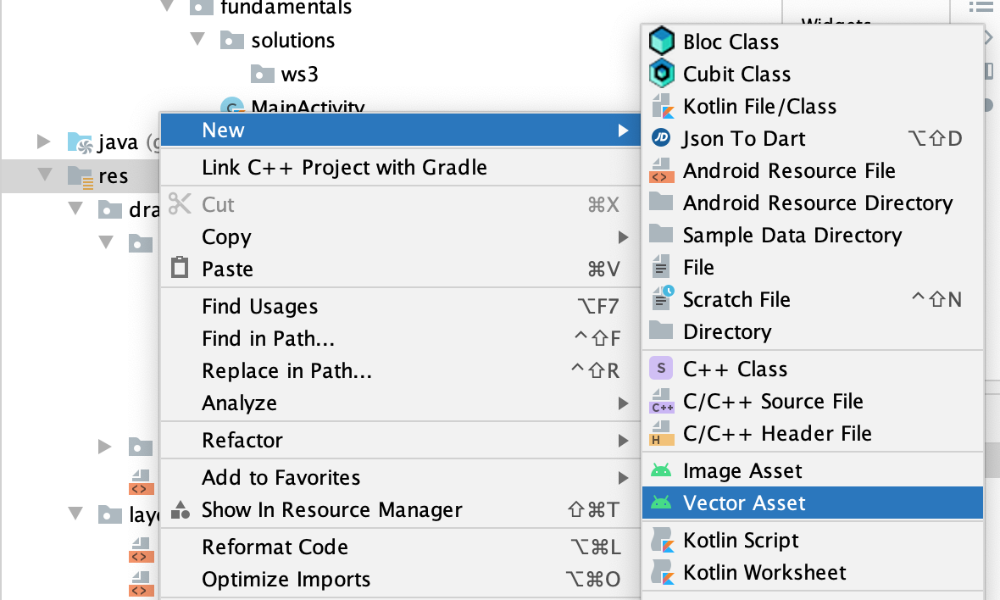 fundamentals
solutions
ws3
MainActivity
java (g
res
dra
laye
New
Link C++ Project with Gradle
Cut ⌘X
Copy
Paste ⌘V
Find Usages ⌥F7
Find in Path... ^⇧F
Replace in Path... ^⇧R
Analyze
Refactor
Add to Favorites
Show In Resource Manager ⇧⌘T
Reformat Code ⌥⌘L
Optimize Imports ⌥⌘O
Widgets
Bloc Class
Cubit Class
Kotlin File/Class
JD Json To Dart ⌥⇧D
Android Resource File
Android Resource Directory
Sample Data Directory
File
Scratch File ^⇧N
Directory
S C++ Class
C++ C/C++ Source File
H C/C++ Header File
Image Asset
Vector Asset
Kotlin Script
Kotlin Worksheet